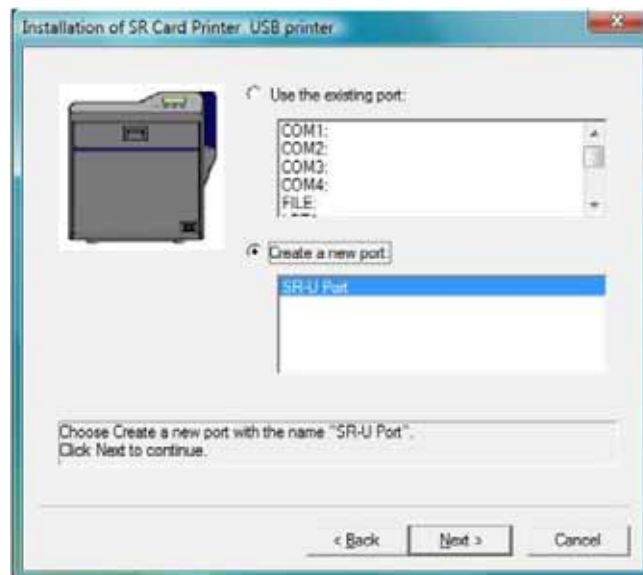 Installation of SR Card Printer USB printer
Use the existing port:
COM1:
COM2:
COM3:
COM4:
FILE:
Create a new port
SR-U Port
Choose Create a new port with the name "SR-U Port".
Click Next to continue.
< Back
Next >
Cancel